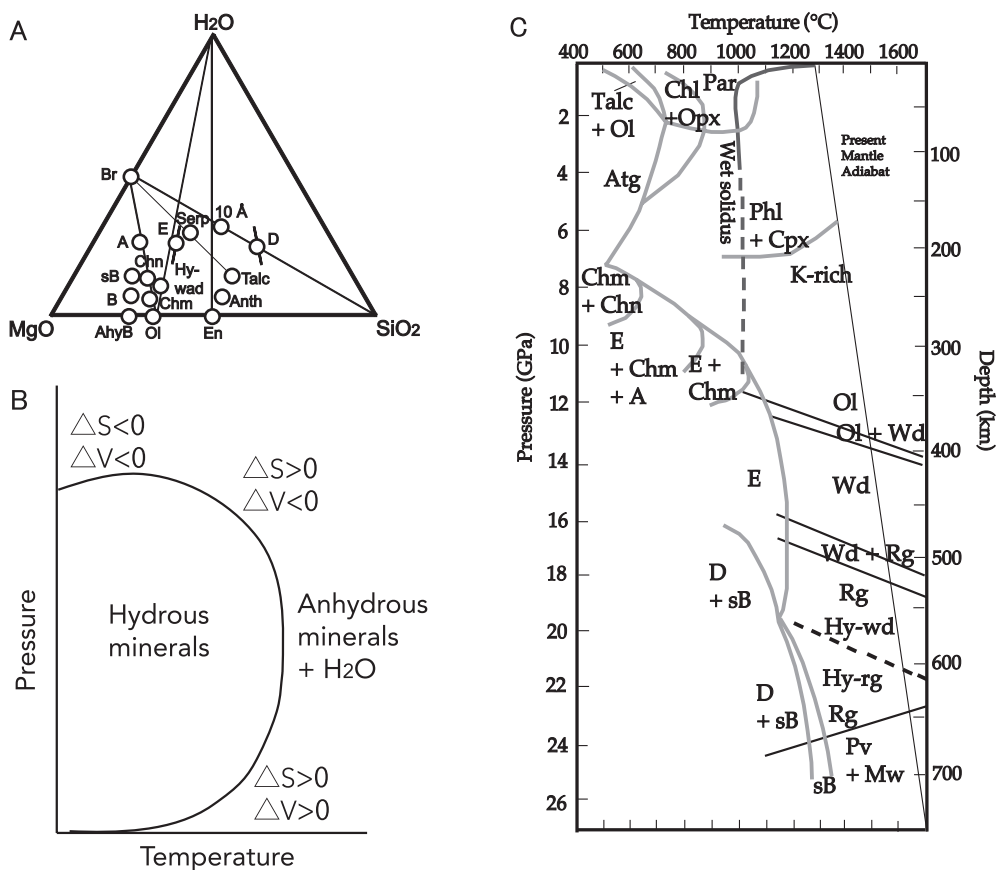 A
H2O
Br
10 Å
Serp
E
D
A
Chn
Hy-
wad
sB
Talc
B
Chm
Anth
MgO
AhyB
Ol
En
SiO2
B
△S<0
△V<0
△S>0
△V<0
Hydrous
minerals
Anhydrous
minerals
+ H2O
△S>0
△V>0
Pressure
Temperature
C
Temperature (°C)
400
600
800
1000
1200
1400
1600
Pressure (GPa)
2
4
6
8
10
12
14
16
18
20
22
24
26
Depth (km)
100
200
300
400
500
600
700
Talc
+ Ol
Chl
+Opx
Par
Present
Mantle
Adiabat
Wet solidus
Atg
Phl
+ Cpx
K-rich
Chm
+ Chn
E
+ Chm
+ A
E +
Chm
Ol
Ol + Wd
E
Wd
Wd + Rg
D
+ sB
Rg
Hy-wd
Hy-rg
D
+ sB
Rg
Pv
+ Mw
sB